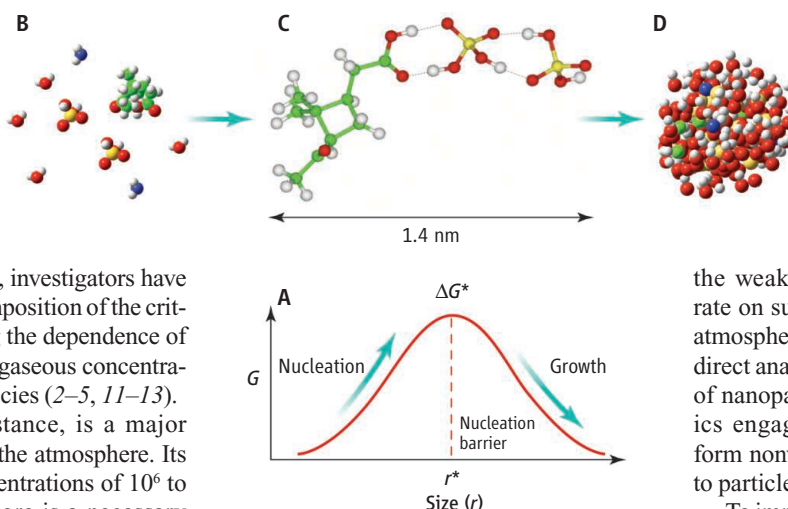 B
C
D
1.4 nm
, investigators have
nposition of the crit-
g the dependence of
gaseous concentra-
cies (2–5, 11–13).
stance, is a major
the atmosphere. Its
entrations of 10⁶ to
A
ΔG*
Nucleation
Growth
G
Nucleation
barrier
r*
Size (r)
the weak
rate on su
atmosphe
direct ana
of nanopa
ics engag
form nonv
to particle